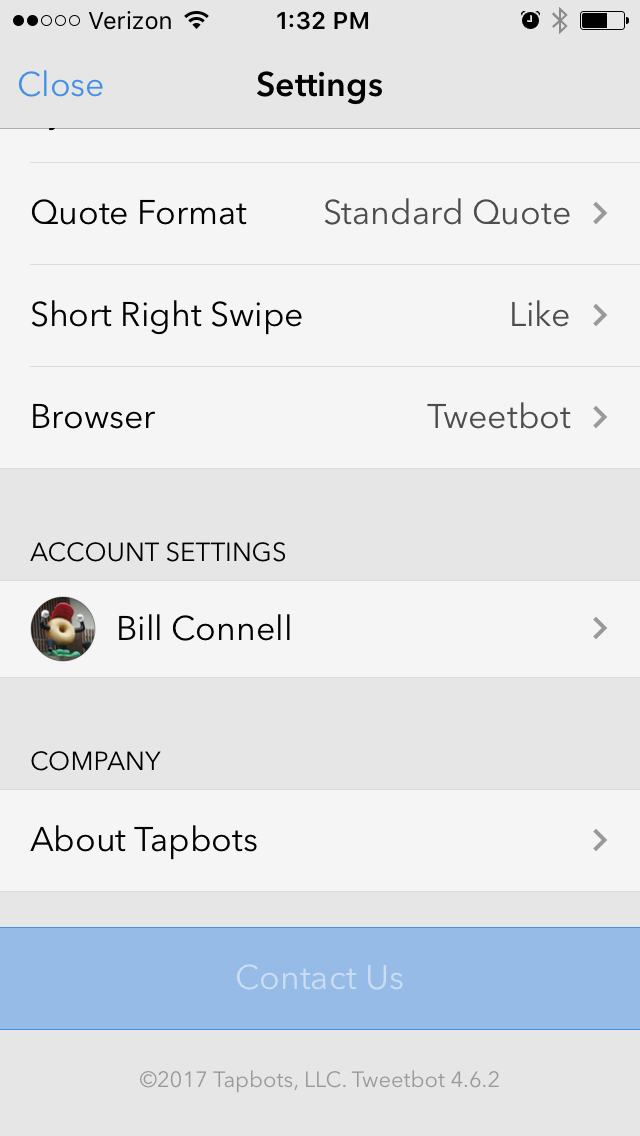 Verizon 1:32 PM
Close Settings
Quote Format Standard Quote
Short Right Swipe Like
Browser Tweetbot
ACCOUNT SETTINGS
Bill Connell
COMPANY
About Tapbots
Contact Us
©2017 Tapbots, LLC. Tweetbot 4.6.2